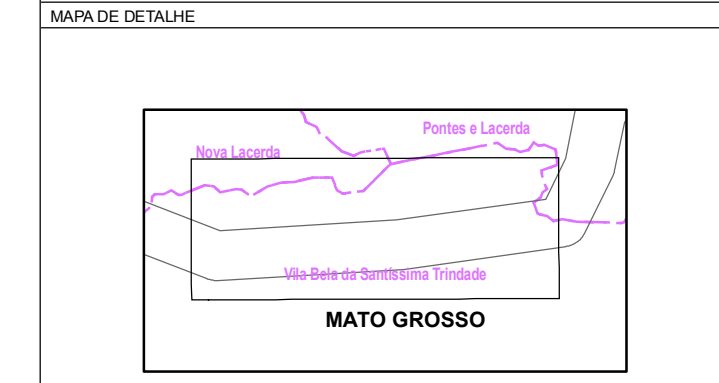 MAPA DE DETALHE
Pontes e Lacerda
Nova Lacerda
Vila Bela da Santíssima Trindade
MATO GROSSO